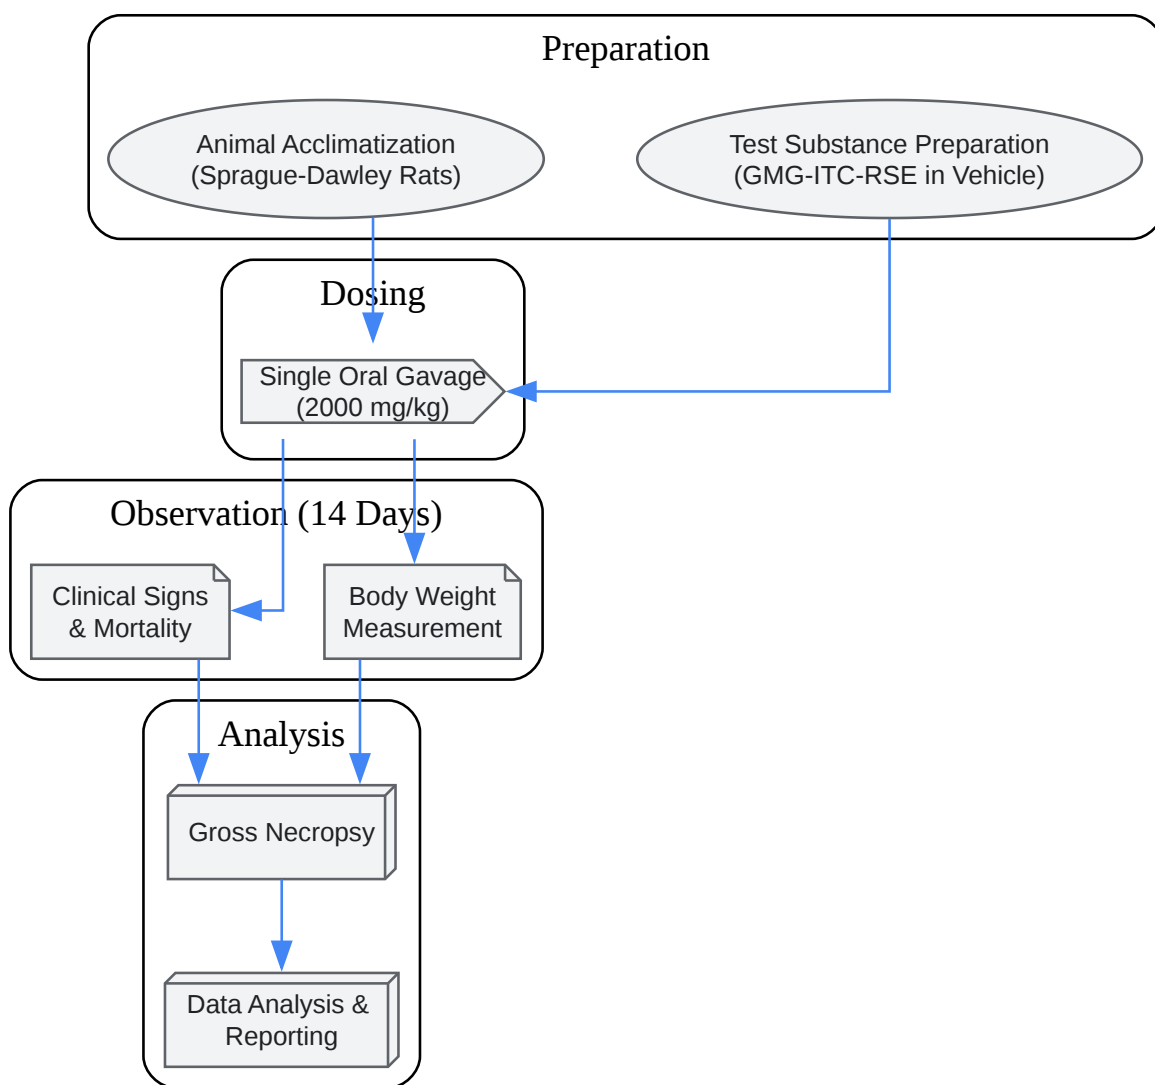 Preparation
Animal Acclimatization
(Sprague-Dawley Rats)
Test Substance Preparation
(GMG-ITC-RSE in Vehicle)
Dosing
Single Oral Gavage
(2000 mg/kg)
Observation (14 Days)
Clinical Signs
& Mortality
Body Weight
Measurement
Analysis
Gross Necropsy
Data Analysis &
Reporting